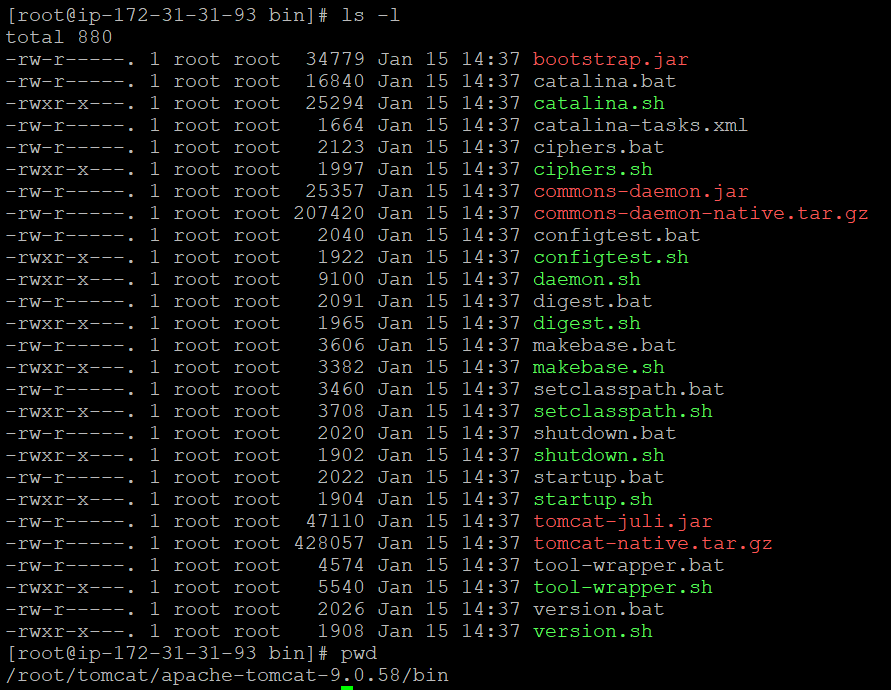 [root@ip-172-31-31-93 bin]# ls -l
total 880
-rw-r-----. 1 root root  34779 Jan 15 14:37 bootstrap.jar
-rw-r-----. 1 root root  16840 Jan 15 14:37 catalina.bat
-rwxr-x---. 1 root root  25294 Jan 15 14:37 catalina.sh
-rw-r-----. 1 root root   1664 Jan 15 14:37 catalina-tasks.xml
-rw-r-----. 1 root root   2123 Jan 15 14:37 ciphers.bat
-rwxr-x---. 1 root root   1997 Jan 15 14:37 ciphers.sh
-rw-r-----. 1 root root  25357 Jan 15 14:37 commons-daemon.jar
-rw-r-----. 1 root root 207420 Jan 15 14:37 commons-daemon-native.tar.gz
-rw-r-----. 1 root root   2040 Jan 15 14:37 configtest.bat
-rwxr-x---. 1 root root   1922 Jan 15 14:37 configtest.sh
-rwxr-x---. 1 root root   9100 Jan 15 14:37 daemon.sh
-rw-r-----. 1 root root   2091 Jan 15 14:37 digest.bat
-rwxr-x---. 1 root root   1965 Jan 15 14:37 digest.sh
-rw-r-----. 1 root root   3606 Jan 15 14:37 makebase.bat
-rwxr-x---. 1 root root   3382 Jan 15 14:37 makebase.sh
-rw-r-----. 1 root root   3460 Jan 15 14:37 setclasspath.bat
-rwxr-x---. 1 root root   3708 Jan 15 14:37 setclasspath.sh
-rw-r-----. 1 root root   2020 Jan 15 14:37 shutdown.bat
-rwxr-x---. 1 root root   1902 Jan 15 14:37 shutdown.sh
-rw-r-----. 1 root root   2022 Jan 15 14:37 startup.bat
-rwxr-x---. 1 root root   1904 Jan 15 14:37 startup.sh
-rw-r-----. 1 root root  47110 Jan 15 14:37 tomcat-juli.jar
-rw-r-----. 1 root root 428057 Jan 15 14:37 tomcat-native.tar.gz
-rw-r-----. 1 root root   4574 Jan 15 14:37 tool-wrapper.bat
-rwxr-x---. 1 root root   5540 Jan 15 14:37 tool-wrapper.sh
-rw-r-----. 1 root root   2026 Jan 15 14:37 version.bat
-rwxr-x---. 1 root root   1908 Jan 15 14:37 version.sh
[root@ip-172-31-31-93 bin]# pwd
/root/tomcat/apache-tomcat-9.0.58/bin